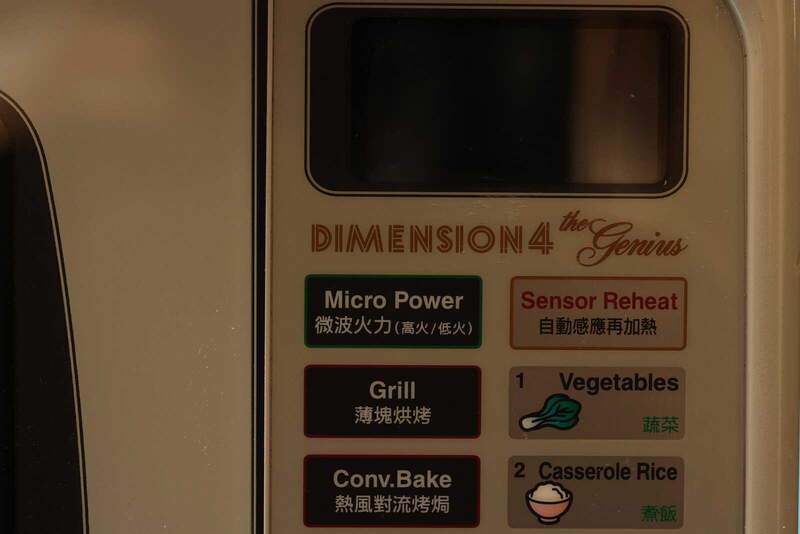 DIMENSION4 the Genius
Micro Power
微波火力(高火/低火)
Sensor Reheat
自動感應再加熱
Grill
薄塊烘烤
1 Vegetables
蔬菜
Conv.Bake
熱風對流烤焗
2 Casserole Rice
煮飯